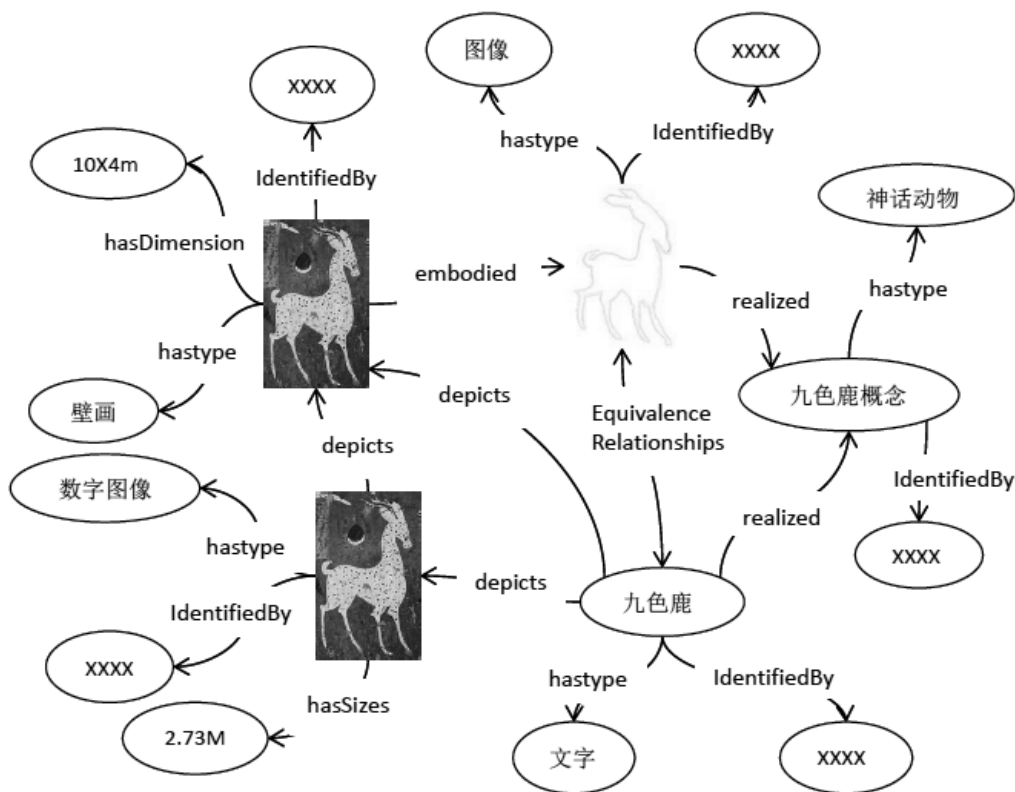 图像
XXXX
XXXX
hastype
IdentifiedBy
10X4m
IdentifiedBy
神话动物
hasDimension
embodied
realized
hastype
hastype
depicts
九色鹿概念
壁画
Equivalence
Relationships
depicts
数字图像
IdentifiedBy
hastype
realized
XXXX
depicts
九色鹿
IdentifiedBy
XXXX
hastype
IdentifiedBy
hasSizes
2.73M
文字
XXXX